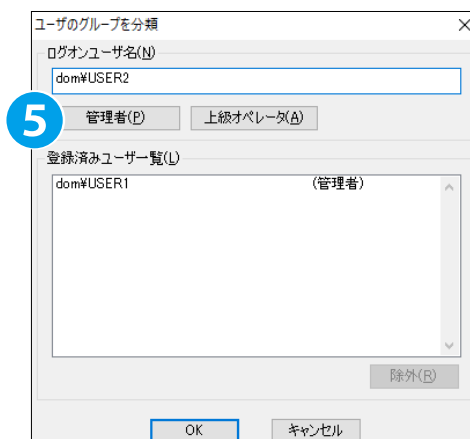 ユーザのグループを分類
ログオンユーザ名(N)
dom¥USER2
5 管理者(P) 上級オペレータ(A)
登録済みユーザ一覧(L)
dom¥USER1 (管理者)
除外(R)
OK キャンセル